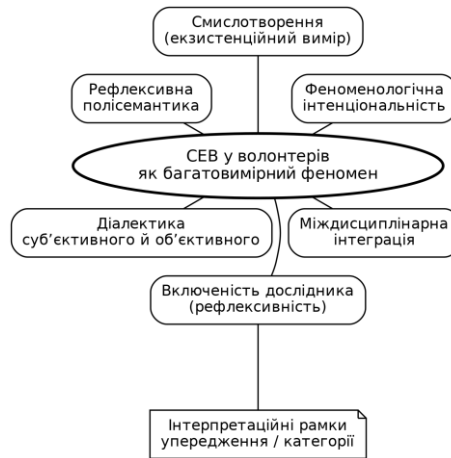 Смислотворення
(екзистенційний вимір)
Рефлексивна
полісемантика
Феноменологічна
інтенціональність
СЕВ у волонтерів
як багатовимірний феномен
Діалектика
суб’єктивного й об’єктивного
Міждисциплінарна
інтеграція
Включеність дослідника
(рефлексивність)
Інтерпретаційні рамки
упередження / категорії